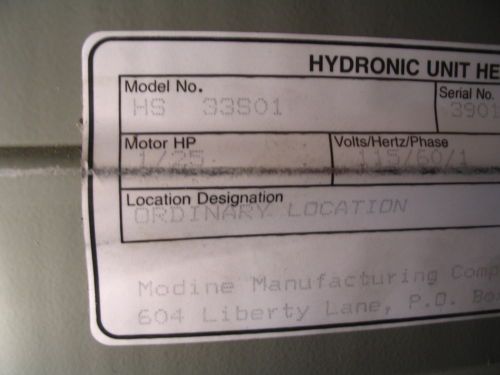 HYDRONIC UNIT HE
Model No.
HS 33S01
Serial No.
3901
Motor HP
1/25
Volts/Hertz/Phase
115/60/1
Location Designation
ORDINARY LOCATION
Modine Manufacturing Comp
604 Liberty Lane, P.O. Bo